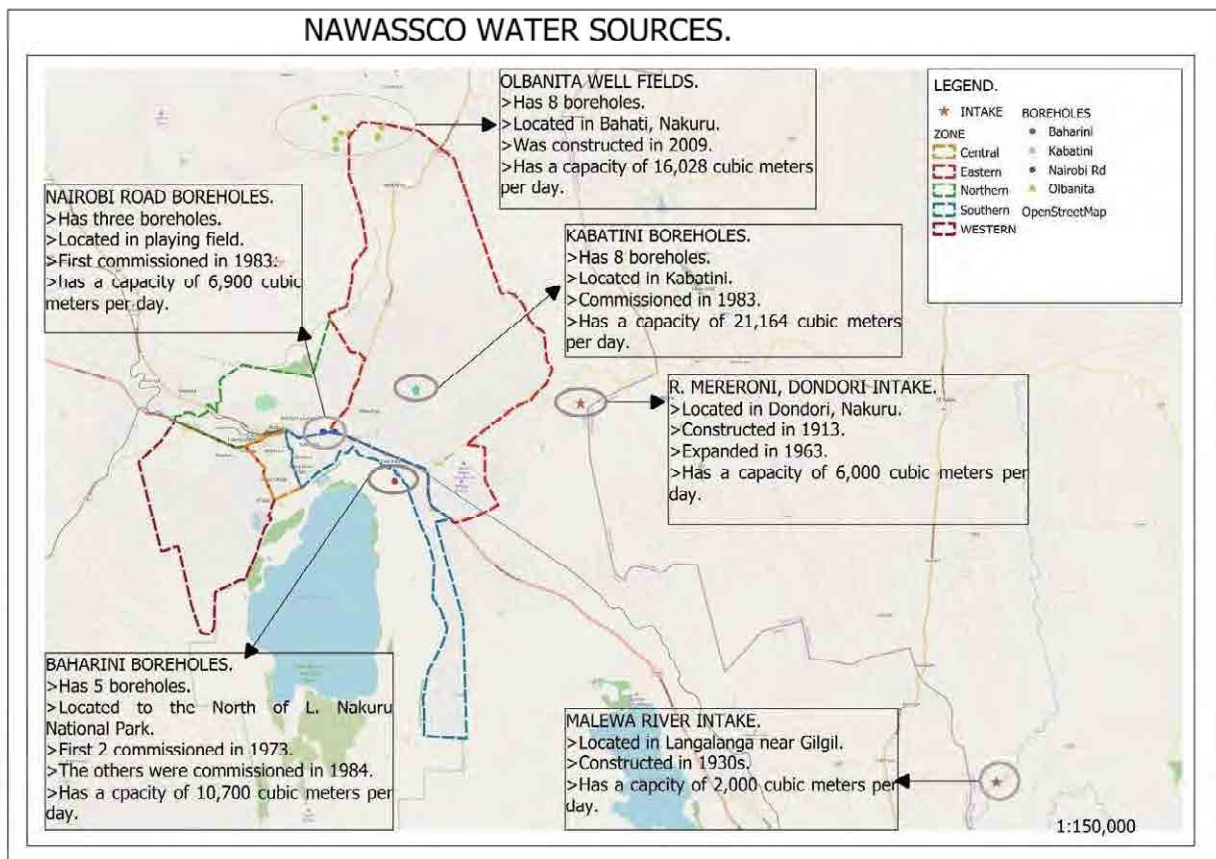 NAWASSCO WATER SOURCES.
OLBANITA WELL FIELDS.
>Has 8 boreholes.
>Located in Bahati, Nakuru.
>Was constructed in 2009.
>Has a capacity of 16,028 cubic meters
per day.
LEGEND.
INTAKE
ZONE
Central
Eastern
Northern
Southern
WESTERN
BOREHOLES
Baharini
Kabatini
Nairobi Rd
Olbanita
OpenStreetMap
NAIROBI ROAD BOREHOLES.
>Has three boreholes.
>Located in playing field.
>First commissioned in 1983.
>has a capacity of 6,900 cubic
meters per day.
KABATINI BOREHOLES.
>Has 8 boreholes.
>Located in Kabatini.
>Commissioned in 1983.
>Has a capacity of 21,164 cubic meters
per day.
R. MERERONI, DONDORI INTAKE.
>Located in Dondori, Nakuru.
>Constructed in 1913.
>Expanded in 1963.
>Has a capacity of 6,000 cubic meters per
day.
BAHARINI BOREHOLES.
>Has 5 boreholes.
>Located to the North of L. Nakuru
National Park.
>First 2 commissioned in 1973.
>The others were commissioned in 1984.
>Has a cpacity of 10,700 cubic meters per
day.
MALEWA RIVER INTAKE.
>Located in Langalanga near Gilgil.
>Constructed in 1930s.
>Has a capcity of 2,000 cubic meters per
day.
1:150,000